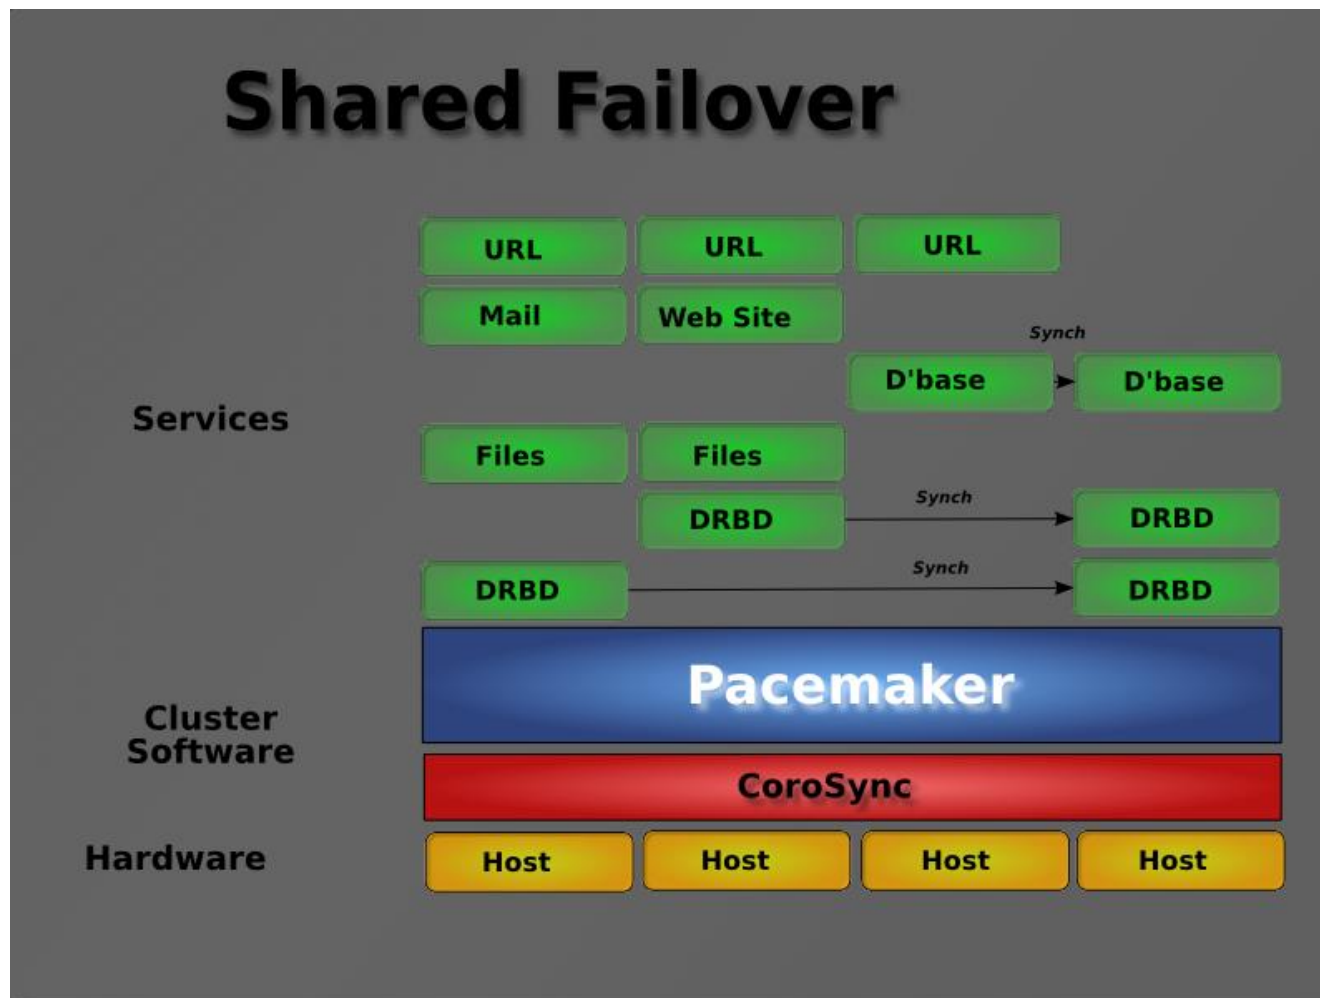 Shared Failover
URL
URL
URL
Mail
Web Site
Synch
D'base
D'base
Services
Files
Files
Synch
DRBD
DRBD
Synch
DRBD
DRBD
Pacemaker
Cluster
Software
CoroSync
Hardware
Host
Host
Host
Host